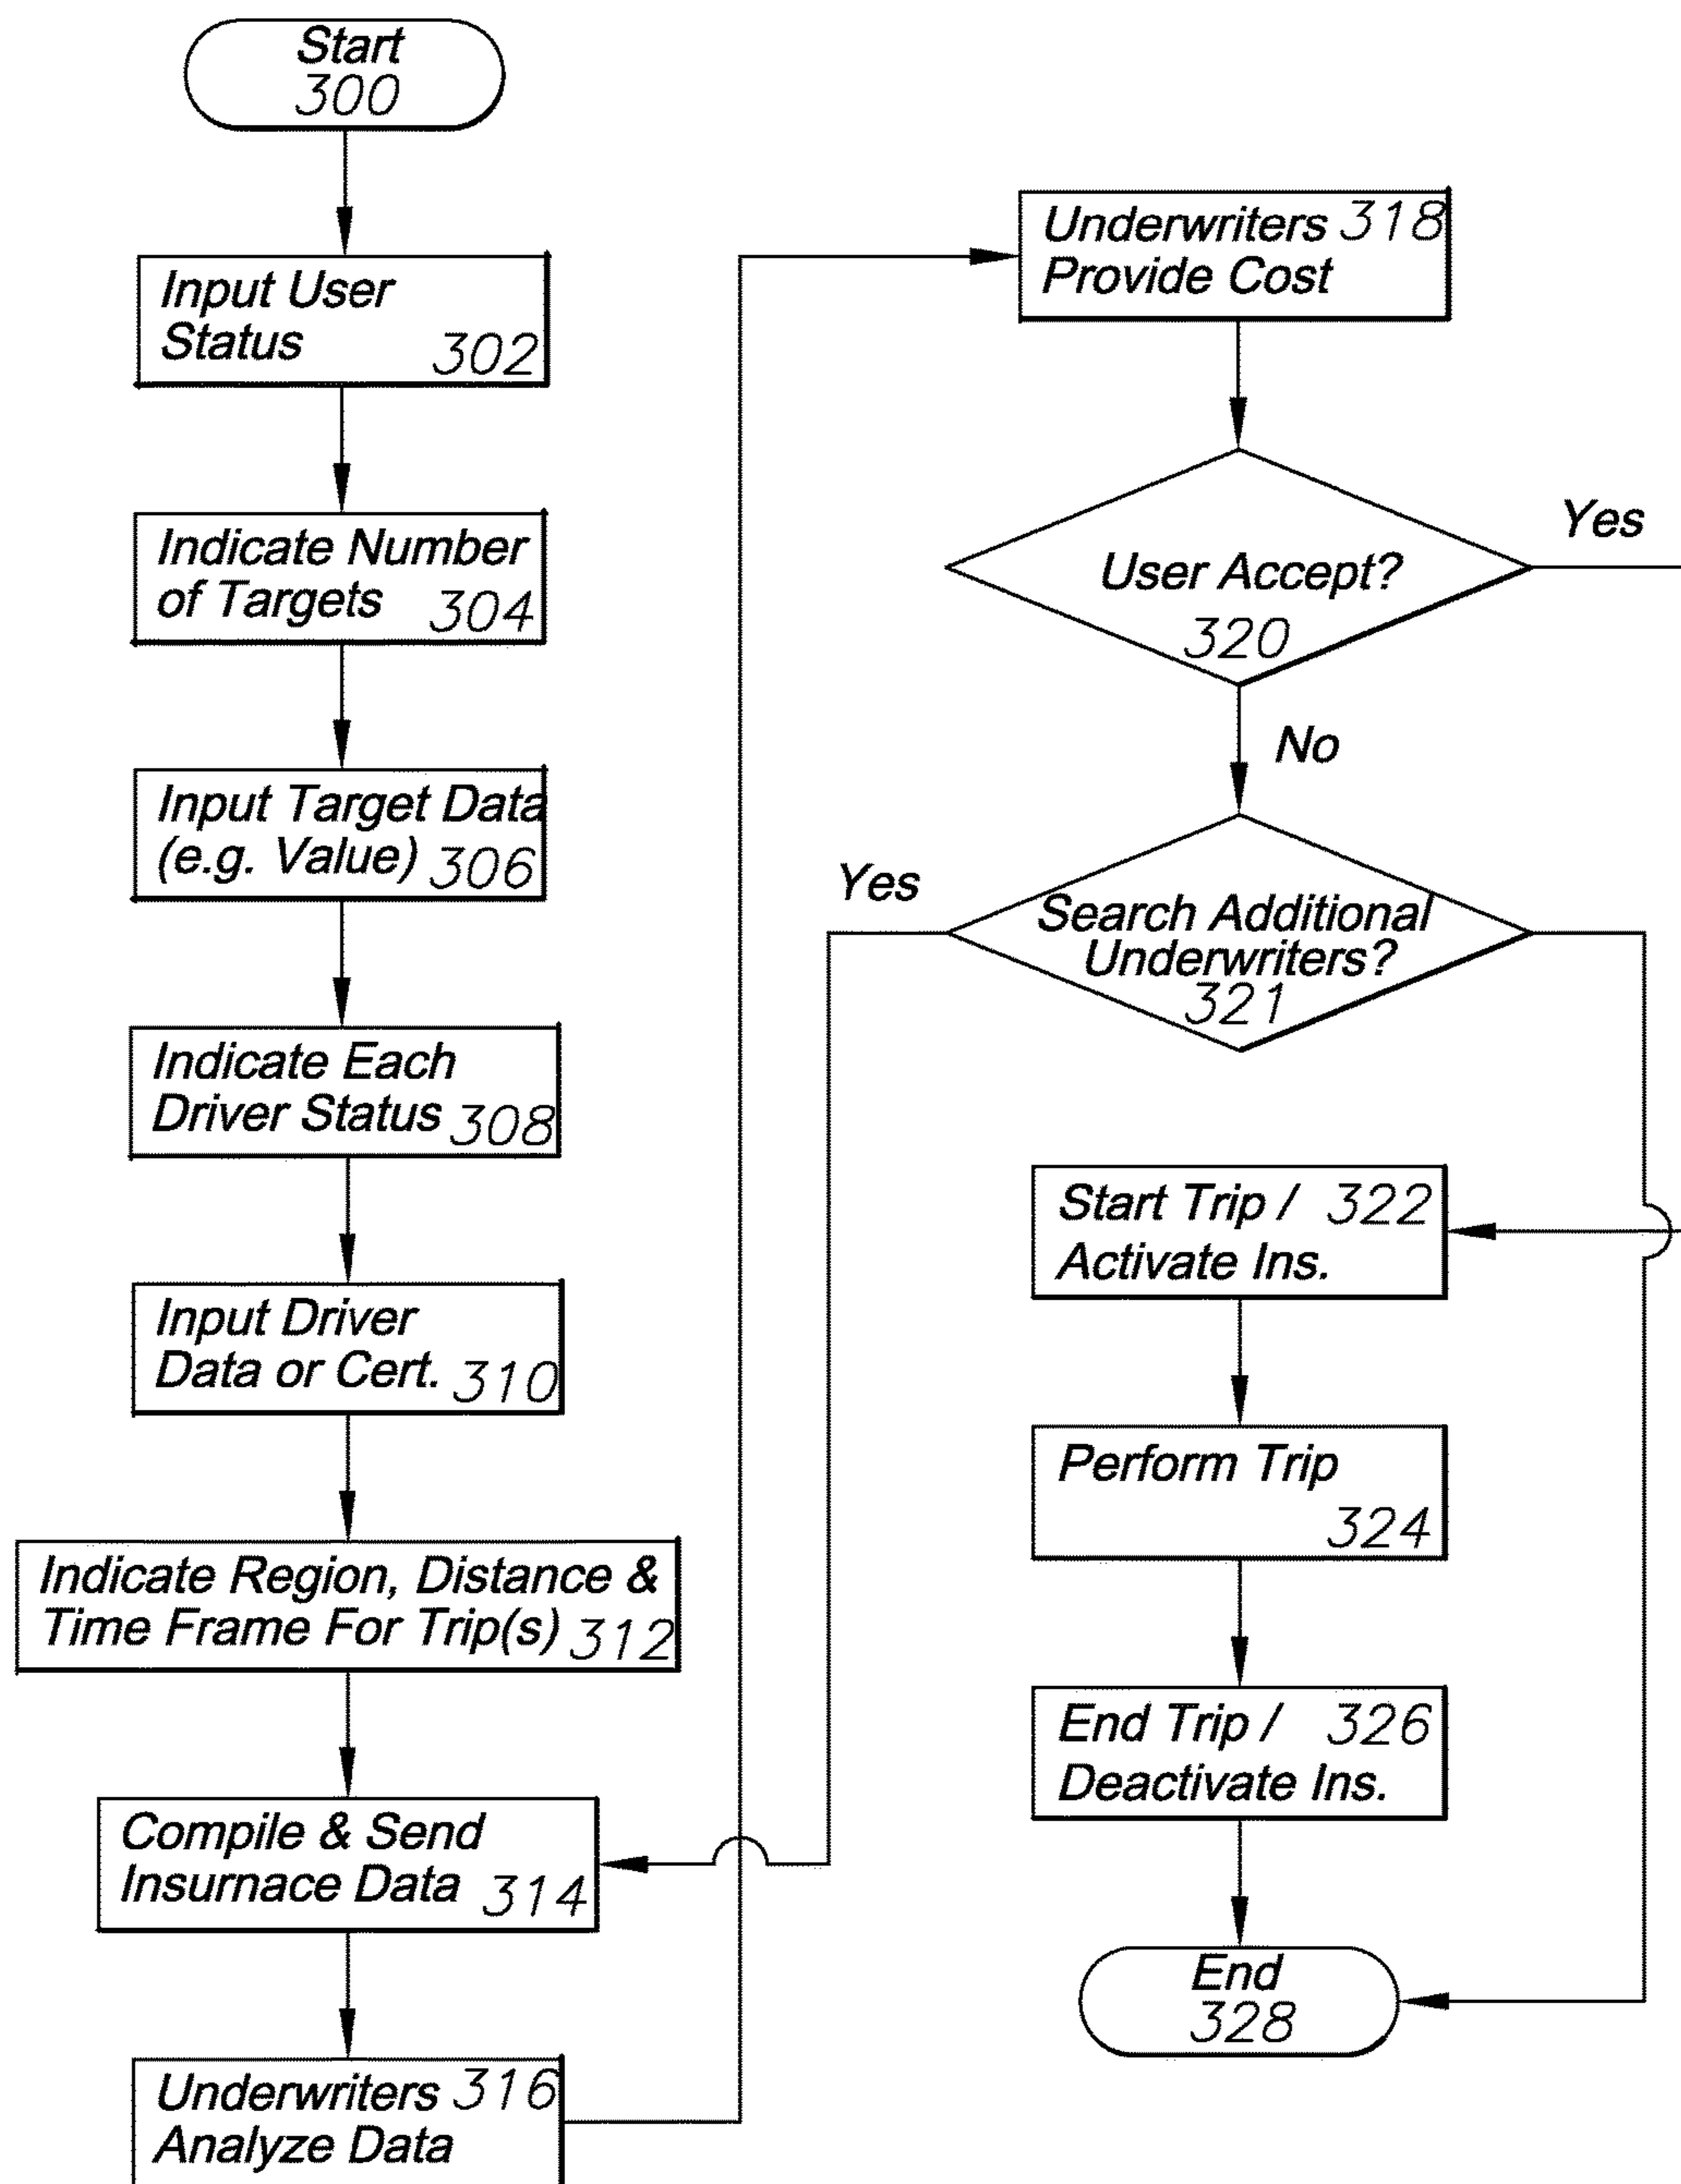 Start
300
Input User
Status 302
Indicate Number
of Targets 304
Input Target Data
(e.g. Value) 306
Indicate Each
Driver Status 308
Input Driver
Data or Cert. 310
Indicate Region, Distance &
Time Frame For Trip(s) 312
Compile & Send
Insurnace Data 314
Underwriters 316
Analyze Data
Underwriters 318
Provide Cost
User Accept?
320
Yes
No
Search Additional
Underwriters?
321
Yes
Start Trip / 322
Activate Ins.
Perform Trip
324
End Trip / 326
Deactivate Ins.
End
328